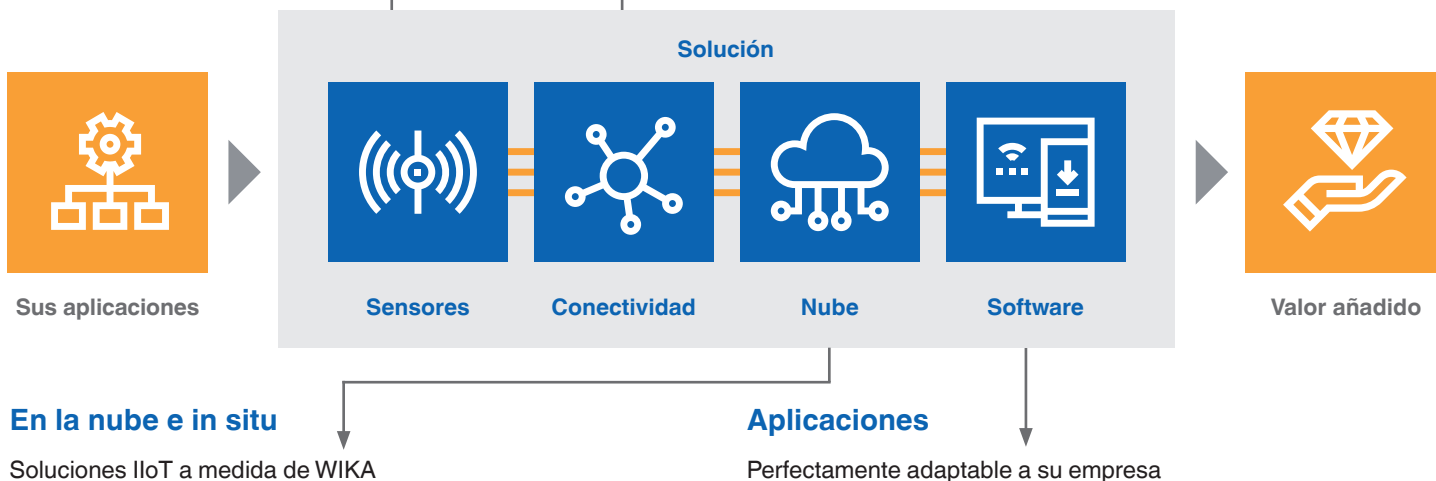 Solución
Sus aplicaciones
Sensores
Conectividad
Nube
Software
Valor añadido
En la nube e in situ
Soluciones IIoT a medida de WIKA
Aplicaciones
Perfectamente adaptable a su empresa